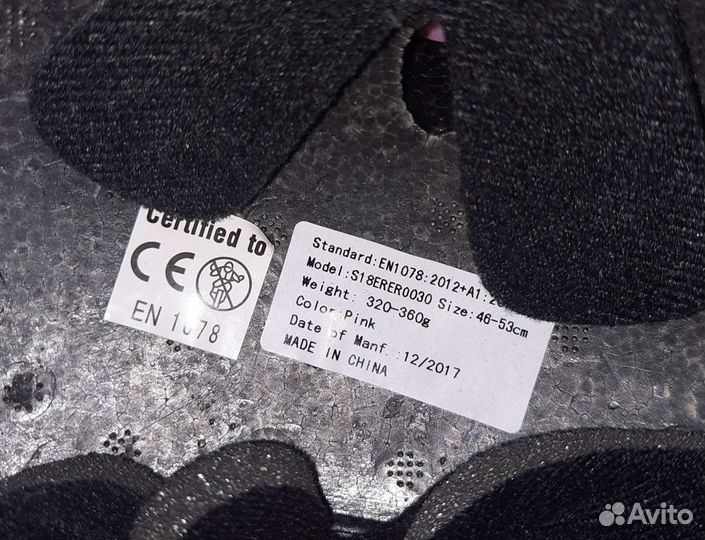 Certified to
CE
EN 1078
Standard:EN1078:2012+A1:
Model:S18ERER0030 Size:46-53cm
Weight: 320-360g
Color:Pink
Date of Manf.:12/2017
MADE IN CHINA
Avito